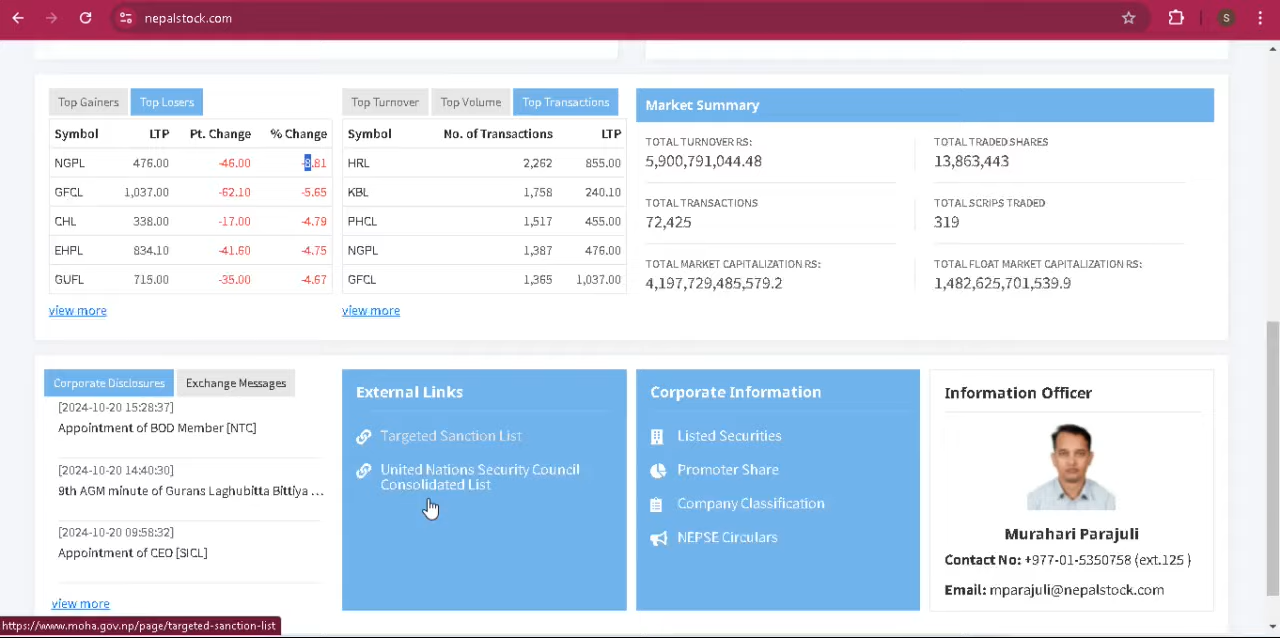 nepalstock.com
S
Top Gainers Top Losers
Symbol LTP Pt. Change % Change
NGPL 476.00 -46.00 -8.81
GFCL 1,037.00 -62.10 -5.65
CHL 338.00 -17.00 -4.79
EHPL 834.10 -41.60 -4.75
GUFL 715.00 -35.00 -4.67
view more
Top Turnover Top Volume Top Transactions
Symbol No. of Transactions LTP
HRL 2,262 855.00
KBL 1,758 240.10
PHCL 1,517 455.00
NGPL 1,387 476.00
GFCL 1,365 1,037.00
view more
Market Summary
TOTAL TURNOVER RS:
5,900,791,044.48
TOTAL TRADED SHARES
13,863,443
TOTAL TRANSACTIONS
72,425
TOTAL SCRIPS TRADED
319
TOTAL MARKET CAPITALIZATION RS:
4,197,729,485,579.2
TOTAL FLOAT MARKET CAPITALIZATION RS:
1,482,625,701,539.9
Corporate Disclosures Exchange Messages
[2024-10-20 15:28:37]
Appointment of BOD Member [NTC]
[2024-10-20 14:40:30]
9th AGM minute of Gurans Laghubitta Bittiya ...
[2024-10-20 09:58:32]
Appointment of CEO [SICL]
view more
External Links
Targeted Sanction List
United Nations Security Council
Consolidated List
Corporate Information
Listed Securities
Promoter Share
Company Classification
NEPSE Circulars
Information Officer
Murahari Parajuli
Contact No: +977-01-5350758 (ext.125 )
Email: mparajuli@nepalstock.com
https://www.moha.gov.np/page/targeted-sanction-list